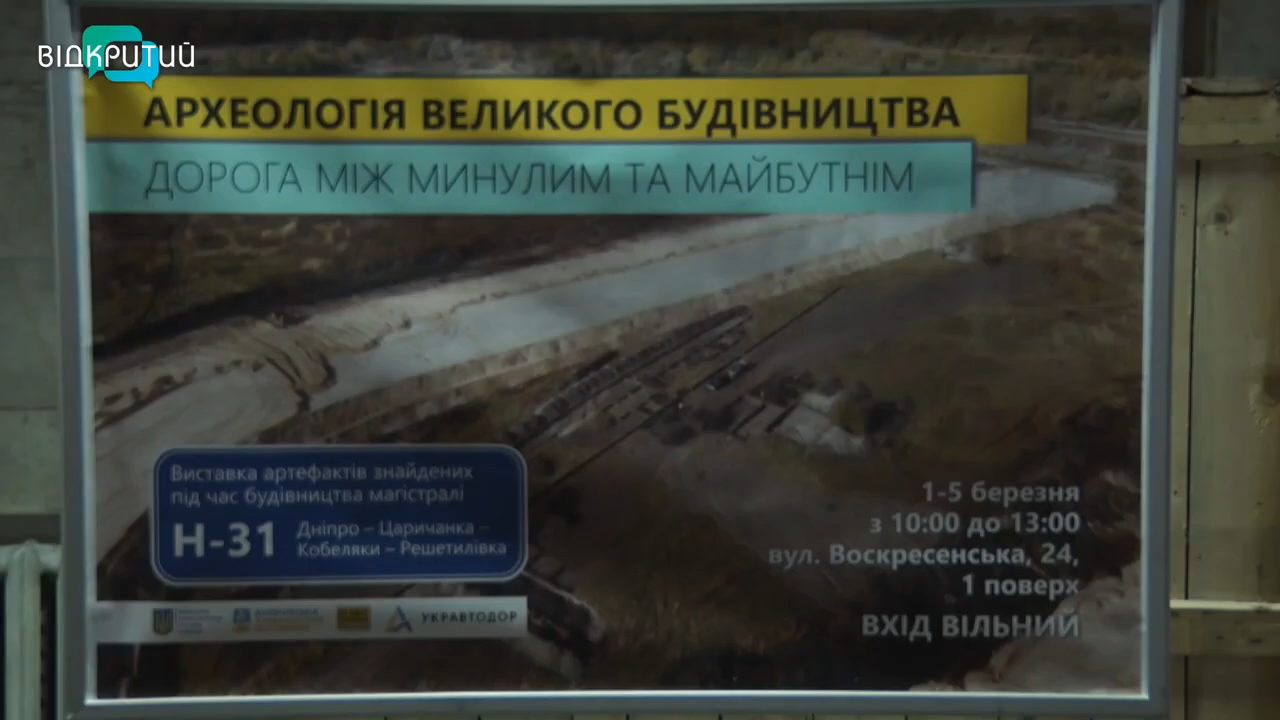 ВІДКРИТИЙ
АРХЕОЛОГІЯ ВЕЛИКОГО БУДІВНИЦТВА
ДОРОГА МІЖ МИНУЛИМ ТА МАЙБУТНІМ
Виставка артефактів знайдених
під час будівництва магістралі
Н-31
Дніпро – Царичанка –
Кобеляки – Решетилівка
УКРАВТОДОР
1-5 березня
з 10:00 до 13:00
вул. Воскресенська, 24,
1 поверх
ВХІД ВІЛЬНИЙ